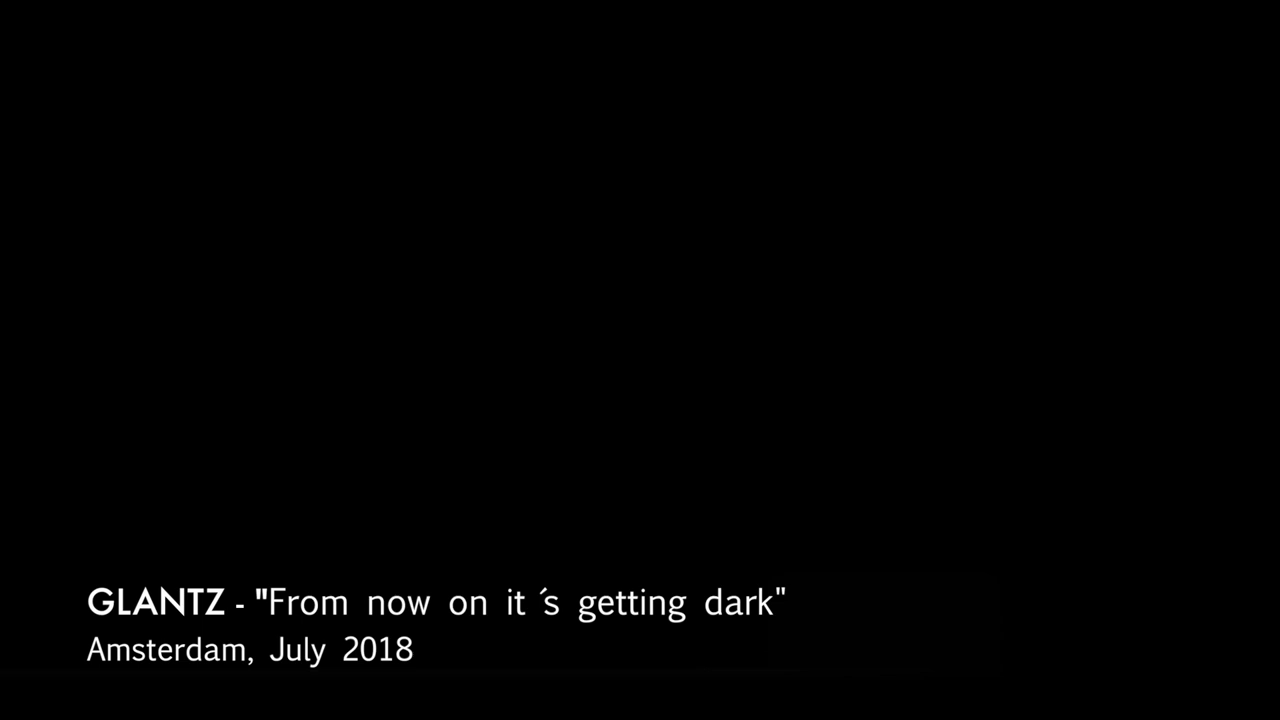 GLANTZ - "From now on it ´s getting dark"
Amsterdam, July 2018